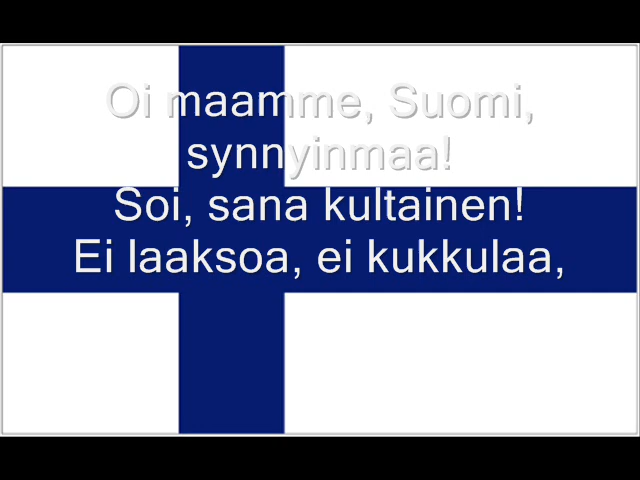 Oi maamme, Suomi,
synnyinmaa!
Soi, sana kultainen!
Ei laaksoa, ei kukkulaa,